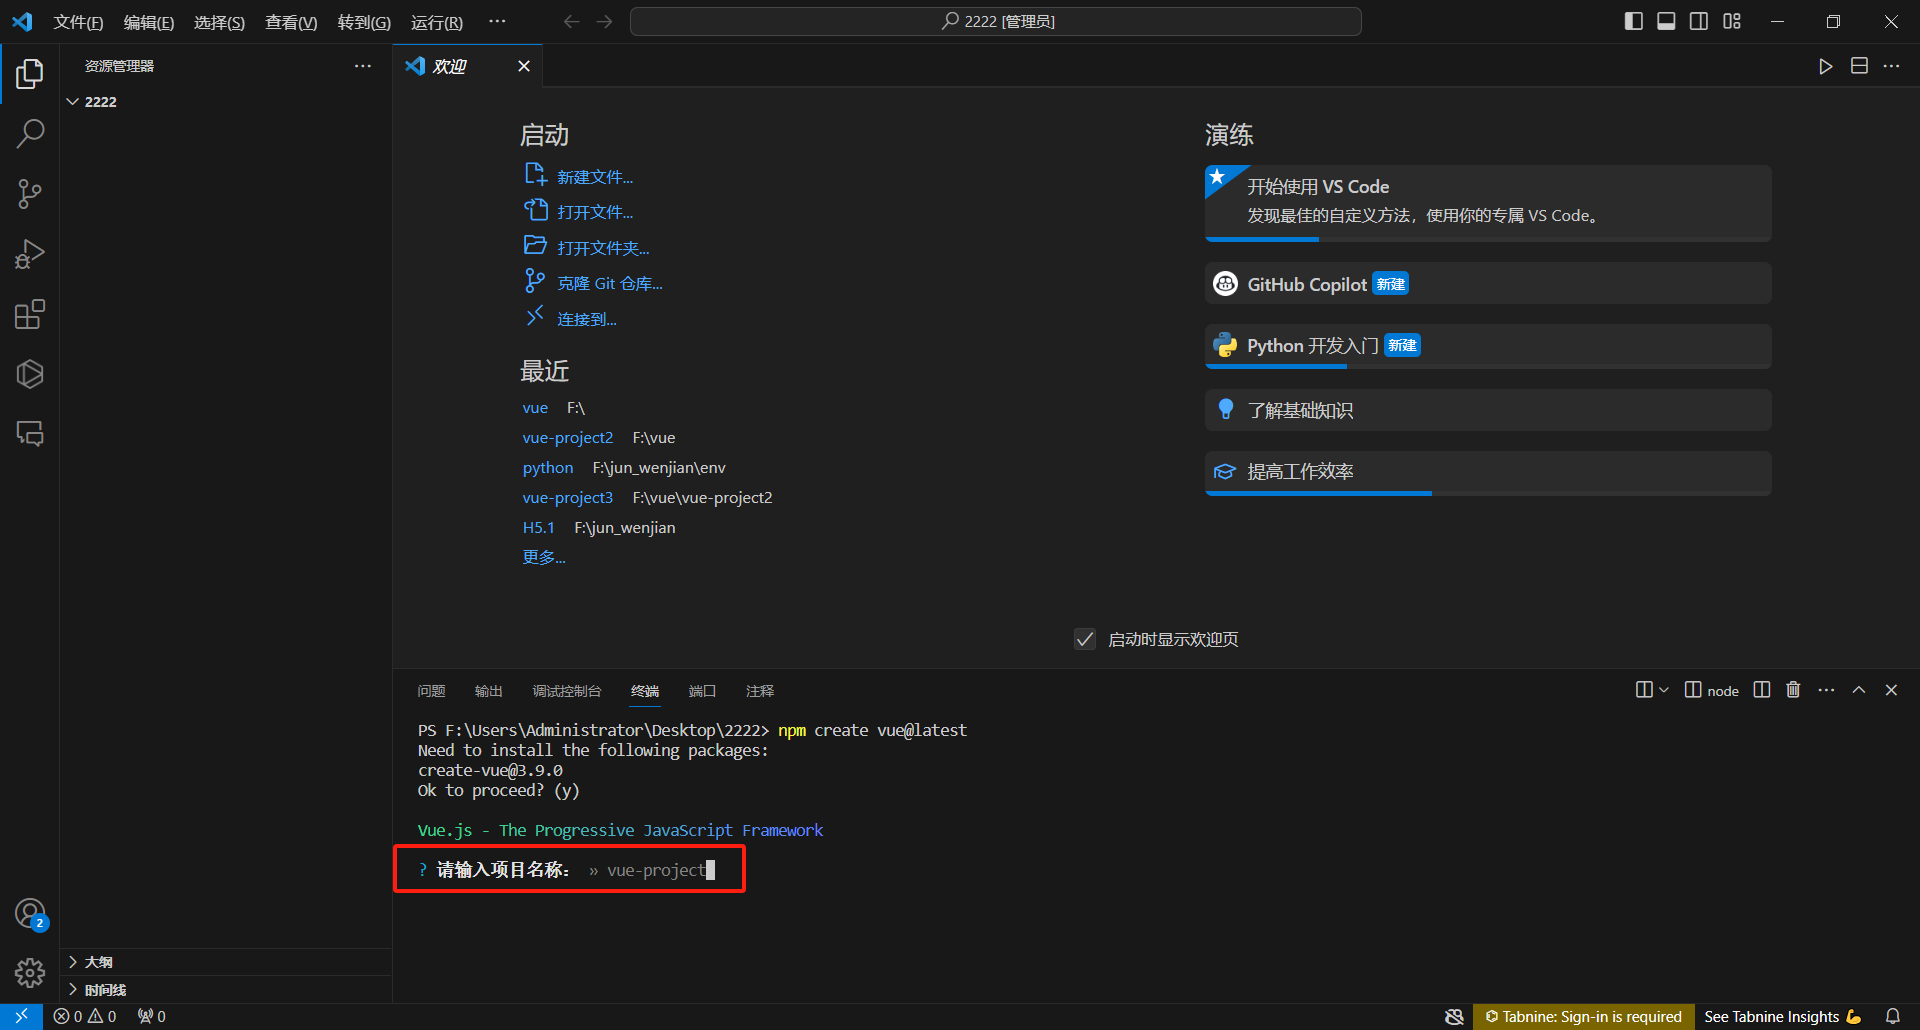 文件(F) 编辑(E) 选择(S) 查看(V) 转到(G) 运行(R) ···
2222 [管理员]
资源管理器 ···
2222
欢迎
启动
新建文件...
打开文件...
打开文件夹...
克隆 Git 仓库...
连接到...
最近
vue F:\
vue-project2 F:\vue
python F:\jun_wenjian\env
vue-project3 F:\vue\vue-project2
H5.1 F:\jun_wenjian
更多...
演练
开始使用 VS Code
发现最佳的自定义方法，使用你的专属 VS Code。
GitHub Copilot 新建
Python 开发入门 新建
了解基础知识
提高工作效率
启动时显示欢迎页
问题 输出 调试控制台 终端 端口 注释
node
PS F:\Users\Administrator\Desktop\2222> npm create vue@latest
Need to install the following packages:
create-vue@3.9.0
Ok to proceed? (y)
Vue.js - The Progressive JavaScript Framework
? 请输入项目名称： » vue-project
2
大纲
时间线
0 0 0
Tabnine: Sign-in is required See Tabnine Insights 💪